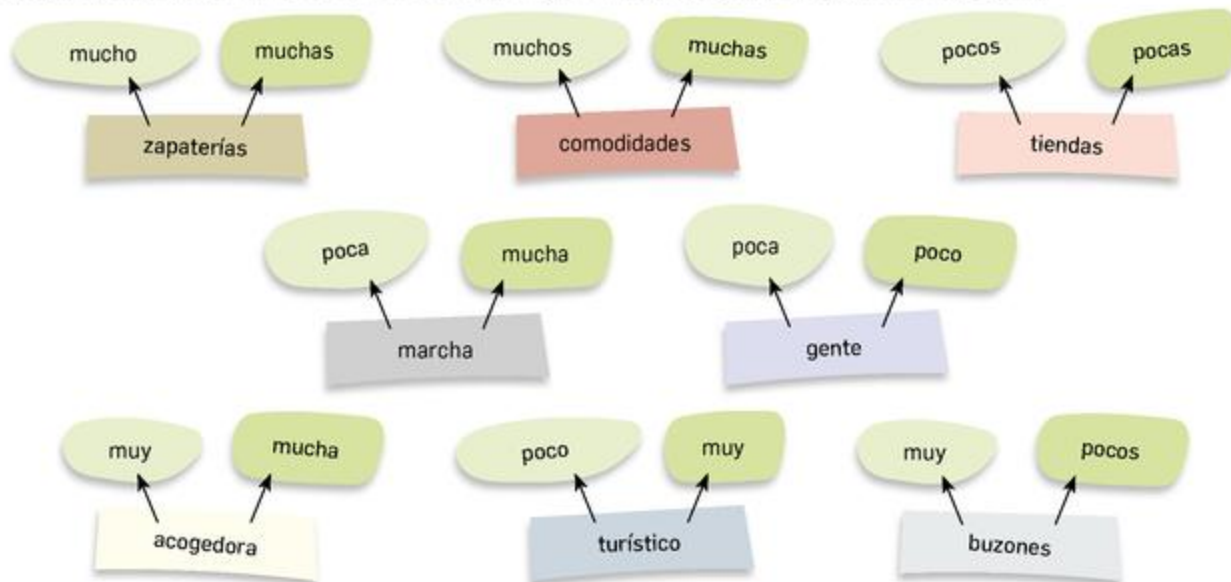 mucho muchas muchos muchas pocos pocas
zapaterías comodidades tiendas
poca mucha poca poco
marcha gente
muy mucha poco muy muy pocos
acogedora turístico buzones